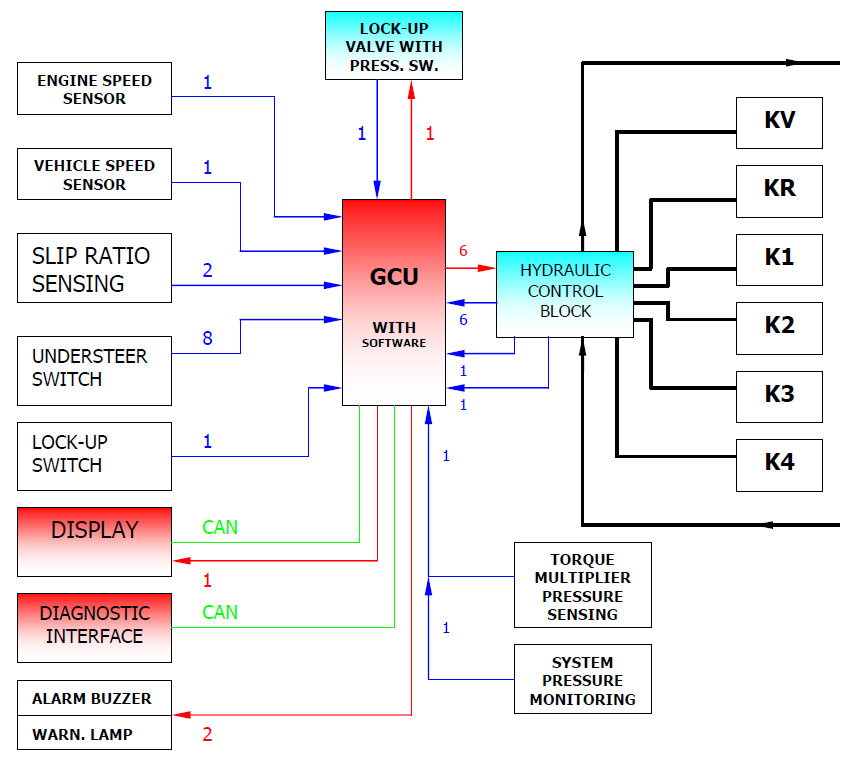 LOCK-UP
VALVE WITH
PRESS. SW.
ENGINE SPEED
SENSOR
1
1
1
KV
VEHICLE SPEED
SENSOR
1
KR
SLIP RATIO
SENSING
2
GCU
WITH
SOFTWARE
6
6
1
1
HYDRAULIC
CONTROL
BLOCK
K1
K2
UNDERSTEER
SWITCH
8
K3
LOCK-UP
SWITCH
1
1
K4
DISPLAY
CAN
1
TORQUE
MULTIPLIER
PRESSURE
SENSING
DIAGNOSTIC
INTERFACE
CAN
1
SYSTEM
PRESSURE
MONITORING
ALARM BUZZER
WARN. LAMP
2